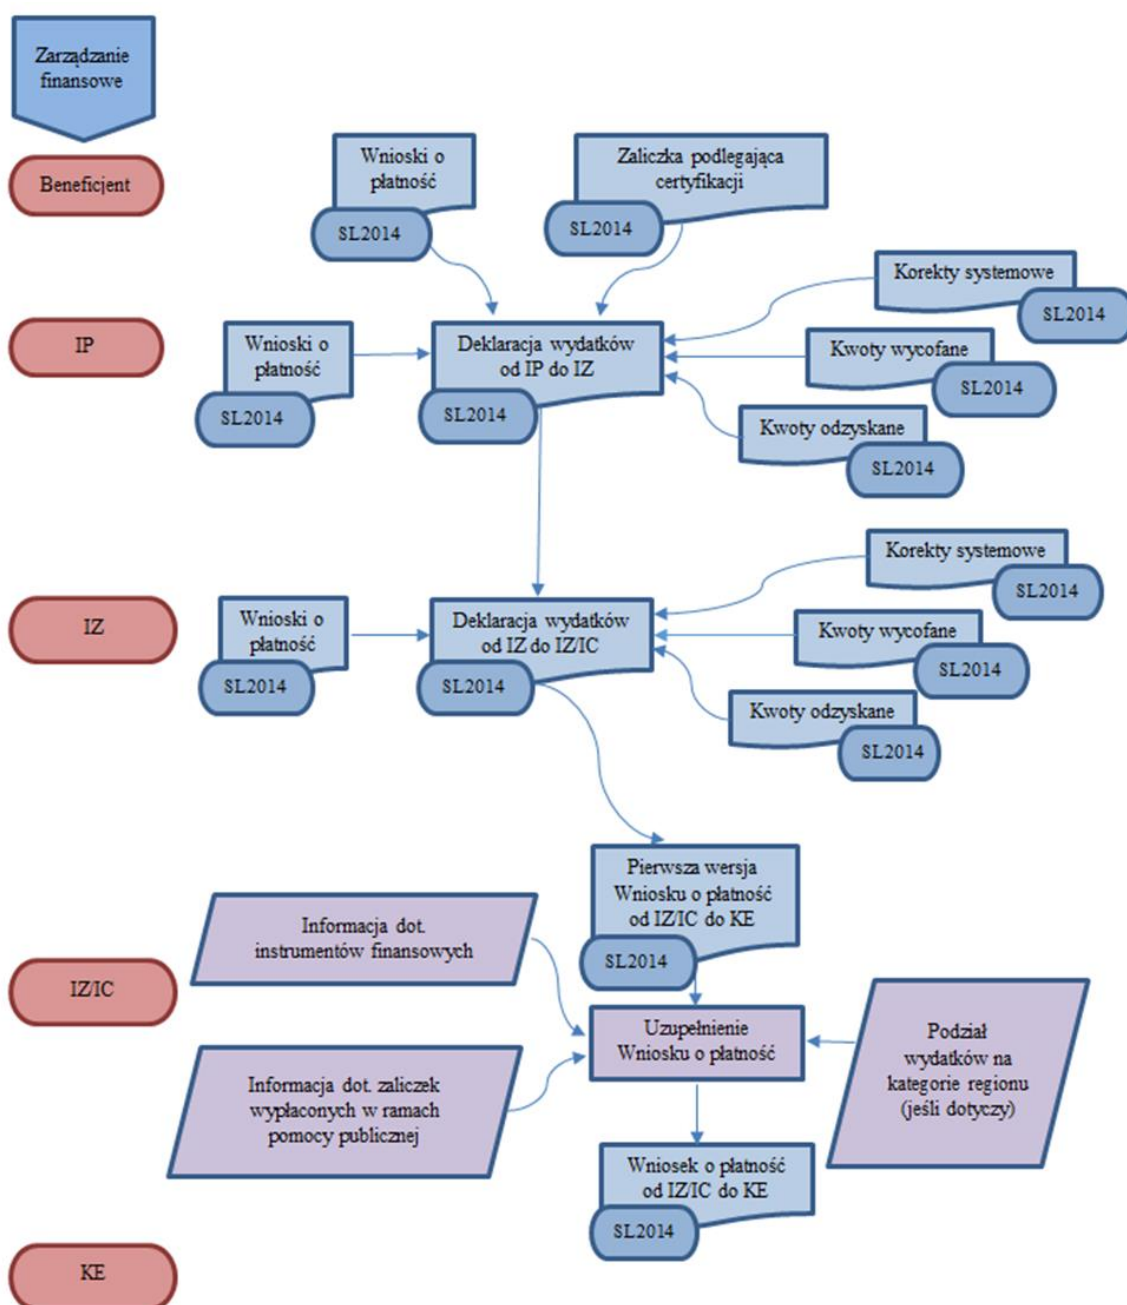 Zarządzanie
finansowe
Beneficjent
Wnioski o
płatność
SL2014
Zaliczka podlegająca
certyfikacji
SL2014
IP
Wnioski o
płatność
SL2014
Deklaracja wydatków
od IP do IZ
SL2014
Korekty systemowe
SL2014
Kwoty wycofane
SL2014
Kwoty odzyskane
SL2014
IZ
Wnioski o
płatność
SL2014
Deklaracja wydatków
od IZ do IZ/IC
SL2014
Korekty systemowe
SL2014
Kwoty wycofane
SL2014
Kwoty odzyskane
SL2014
Pierwsza wersja
Wniosku o płatność
od IZ/IC do KE
SL2014
IZ/IC
Informacja dot.
instrumentów finansowych
Uzupełnienie
Wniosku o płatność
Podział
wydatków na
kategorie regionu
(jeśli dotyczy)
Informacja dot. zaliczek
wypłaconych w ramach
pomocy publicznej
Wniosek o płatność
od IZ/IC do KE
SL2014
KE